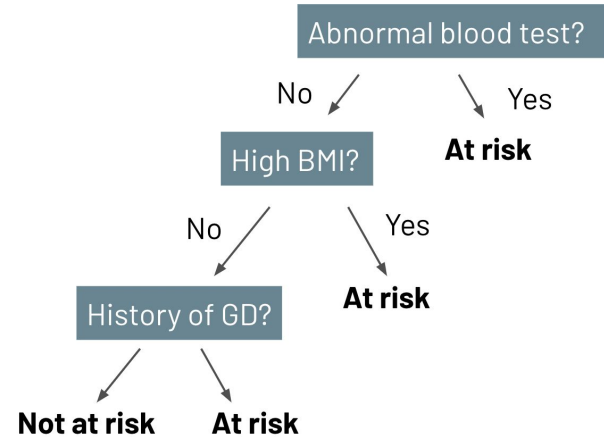 Abnormal blood test?
No
Yes
High BMI?
At risk
No
Yes
History of GD?
At risk
Not at risk
At risk